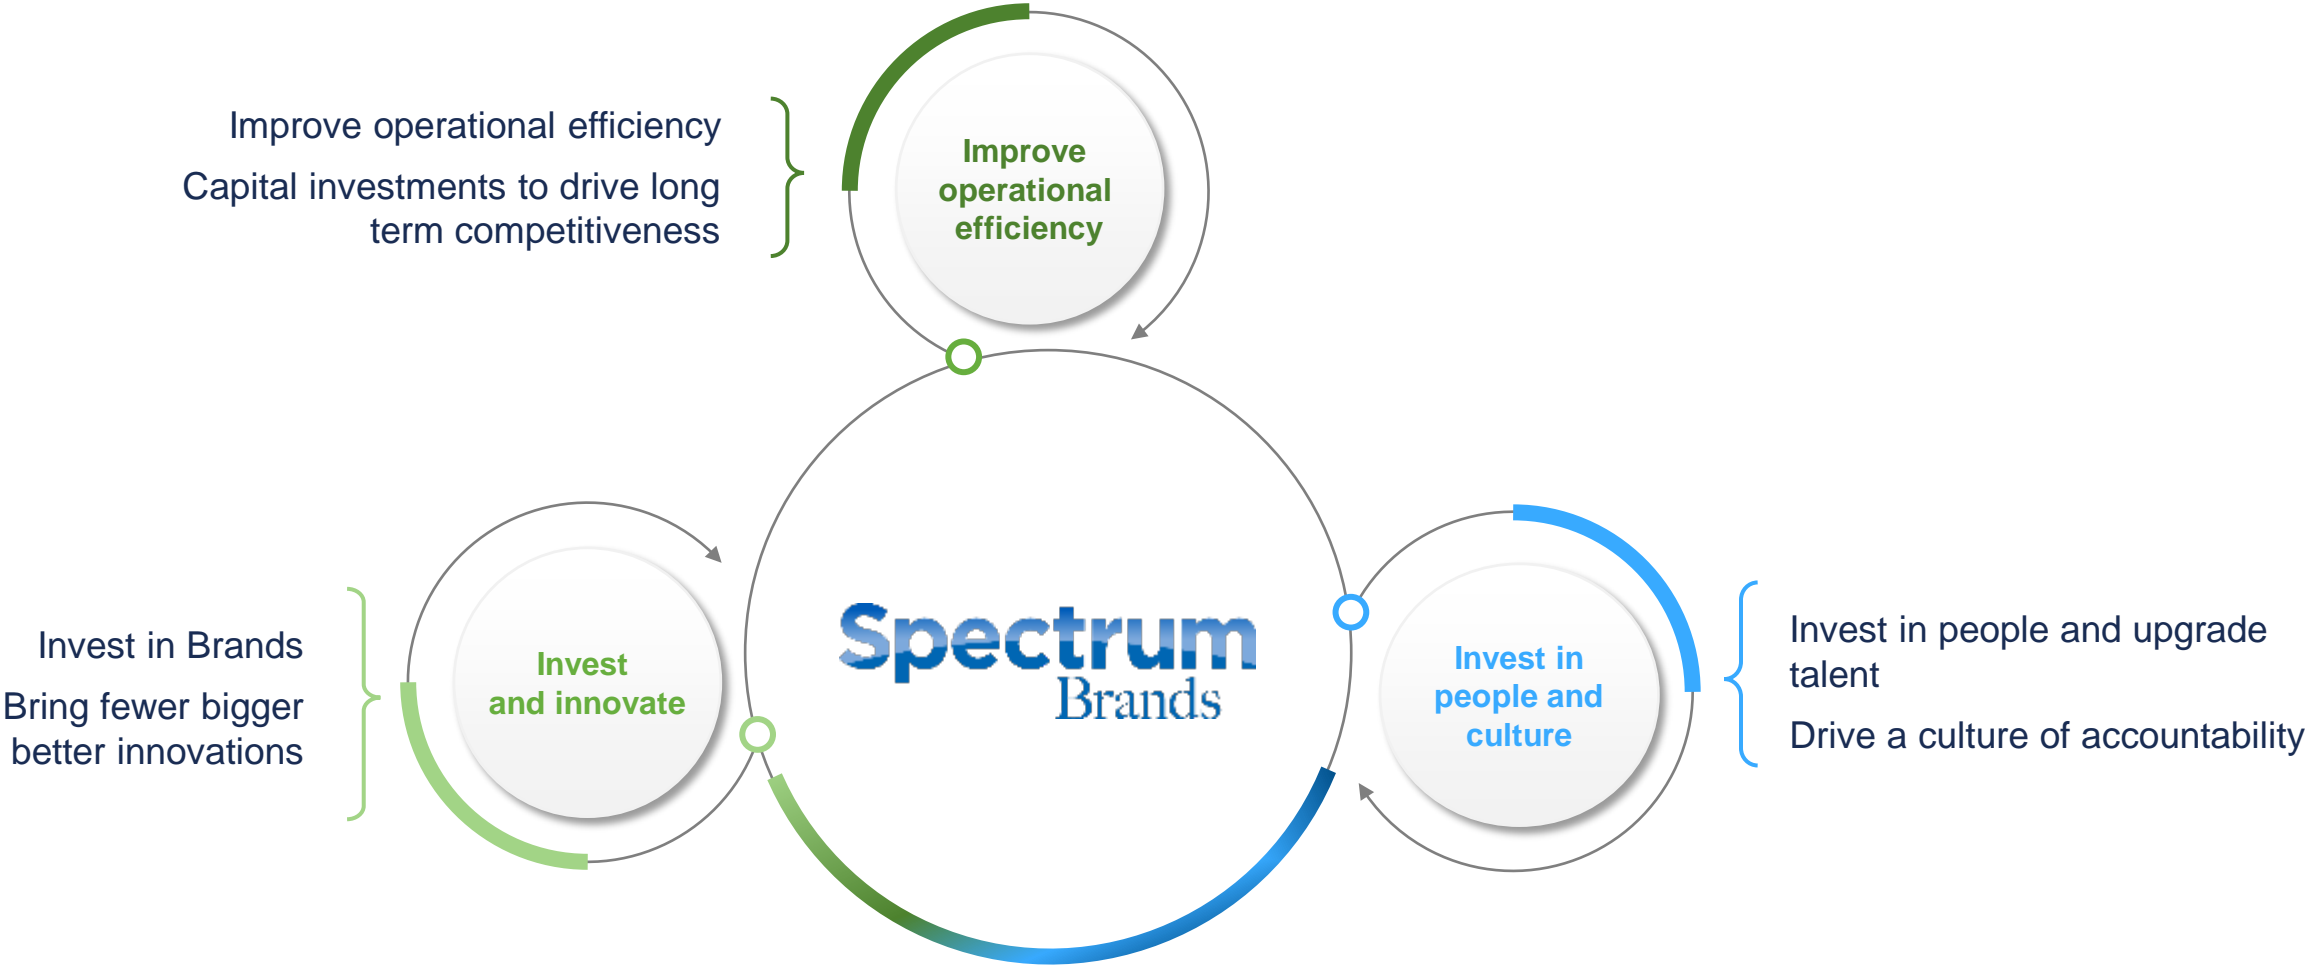 Improve operational efficiency
Capital investments to drive long
term competitiveness
Improve
operational
efficiency
Invest in Brands
Bring fewer bigger
better innovations
Invest
and innovate
Spectrum
Brands
Invest in
people and
culture
Invest in people and upgrade
talent
Drive a culture of accountability